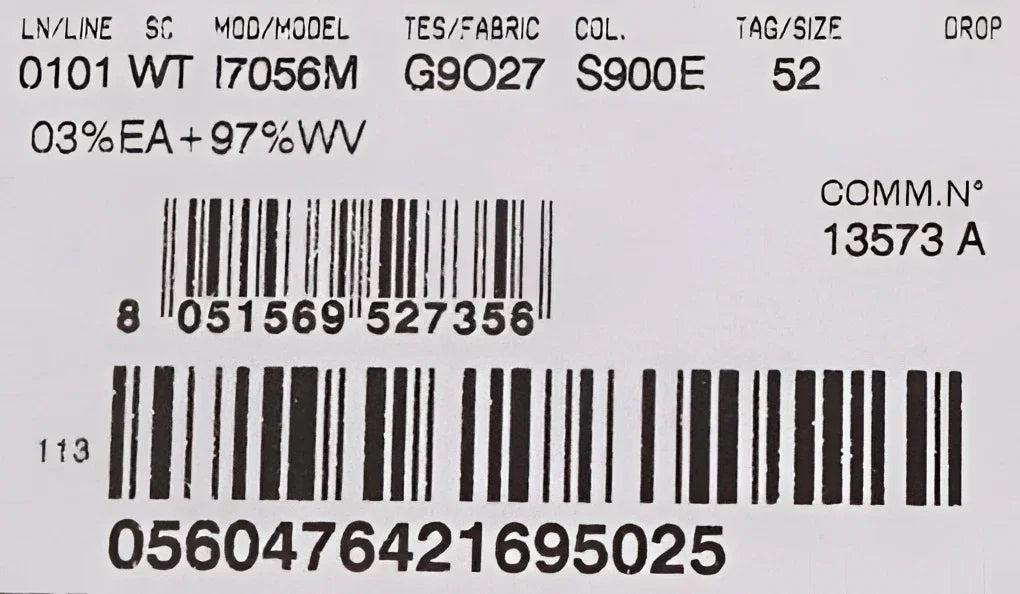 LN/LINE SC MOD/MODEL TES/FABRIC COL. TAG/SIZE DROP
0101 WT I7056M G9O27 S900E 52
03%EA+97%WV
COMM.N°
13573 A
8 051569 527356
113
0560476421695025